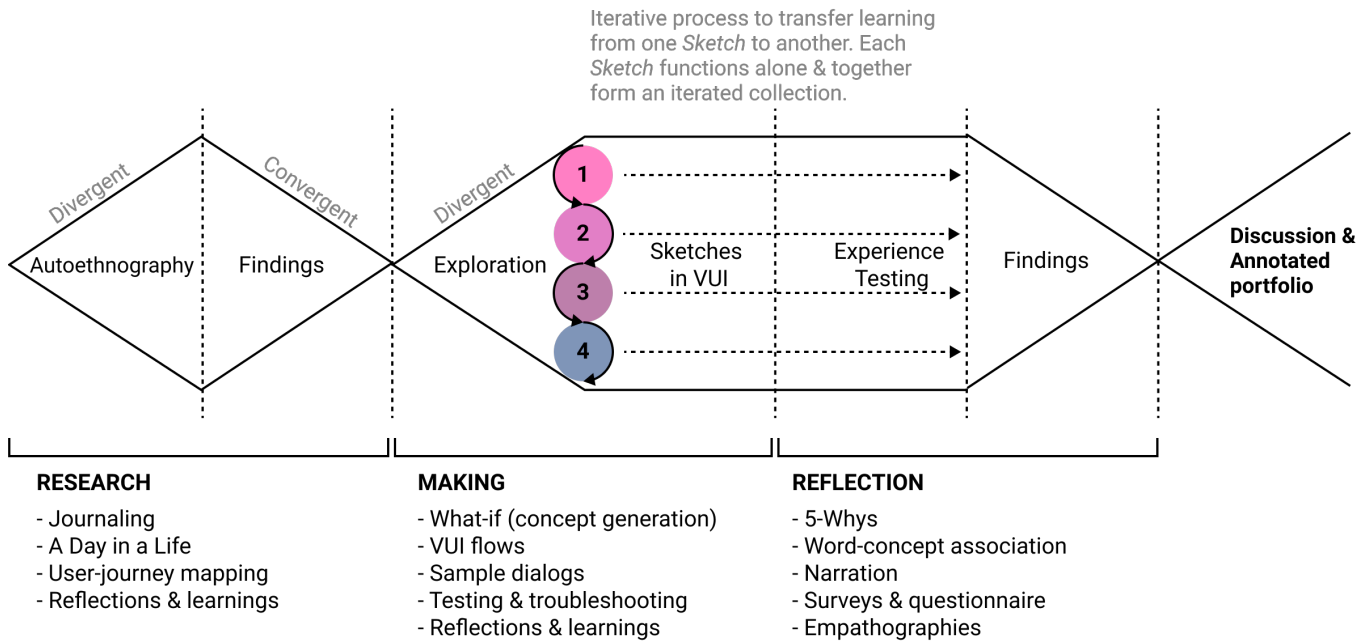 Iterative process to transfer learning
from one Sketch to another. Each
Sketch functions alone & together
form an iterated collection.
Divergent
Convergent
Divergent
1
2
3
4
Autoethnography
Findings
Exploration
Sketches
in VUI
Experience
Testing
Findings
Discussion &
Annotated
portfolio
RESEARCH
- Journaling
- A Day in a Life
- User-journey mapping
- Reflections & learnings
MAKING
- What-if (concept generation)
- VUI flows
- Sample dialogs
- Testing & troubleshooting
- Reflections & learnings
REFLECTION
- 5-Whys
- Word-concept association
- Narration
- Surveys & questionnaire
- Empathographies